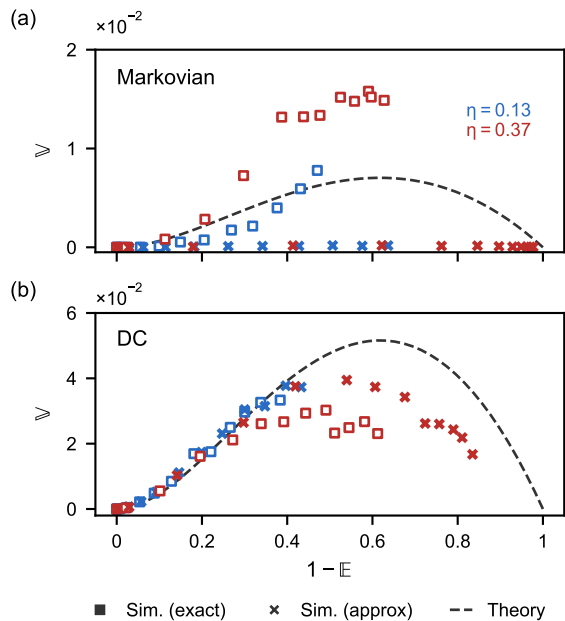 (a)
×10⁻²
2
Markovian
η = 0.13
η = 0.37
𝕍
1
0
(b)
×10⁻²
6
DC
4
𝕍
2
0
0 0.2 0.4 0.6 0.8 1
1 − 𝔼
Sim. (exact) Sim. (approx) Theory